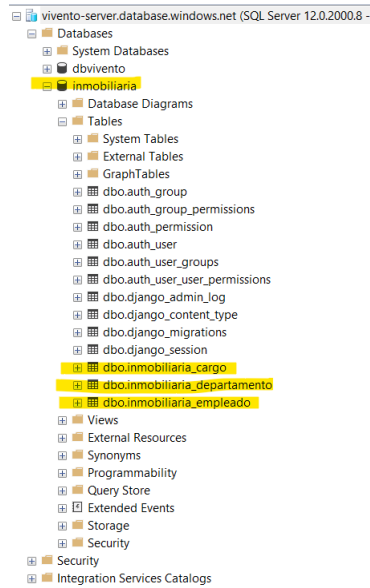 vivento-server.database.windows.net (SQL Server 12.0.2000.8 -
Databases
System Databases
dbvivento
inmobiliaria
Database Diagrams
Tables
System Tables
External Tables
GraphTables
dbo.auth_group
dbo.auth_group_permissions
dbo.auth_permission
dbo.auth_user
dbo.auth_user_groups
dbo.auth_user_user_permissions
dbo.django_admin_log
dbo.django_content_type
dbo.django_migrations
dbo.django_session
dbo.inmobiliaria_cargo
dbo.inmobiliaria_departamento
dbo.inmobiliaria_empleado
Views
External Resources
Synonyms
Programmability
Query Store
Extended Events
Storage
Security
Security
Integration Services Catalogs